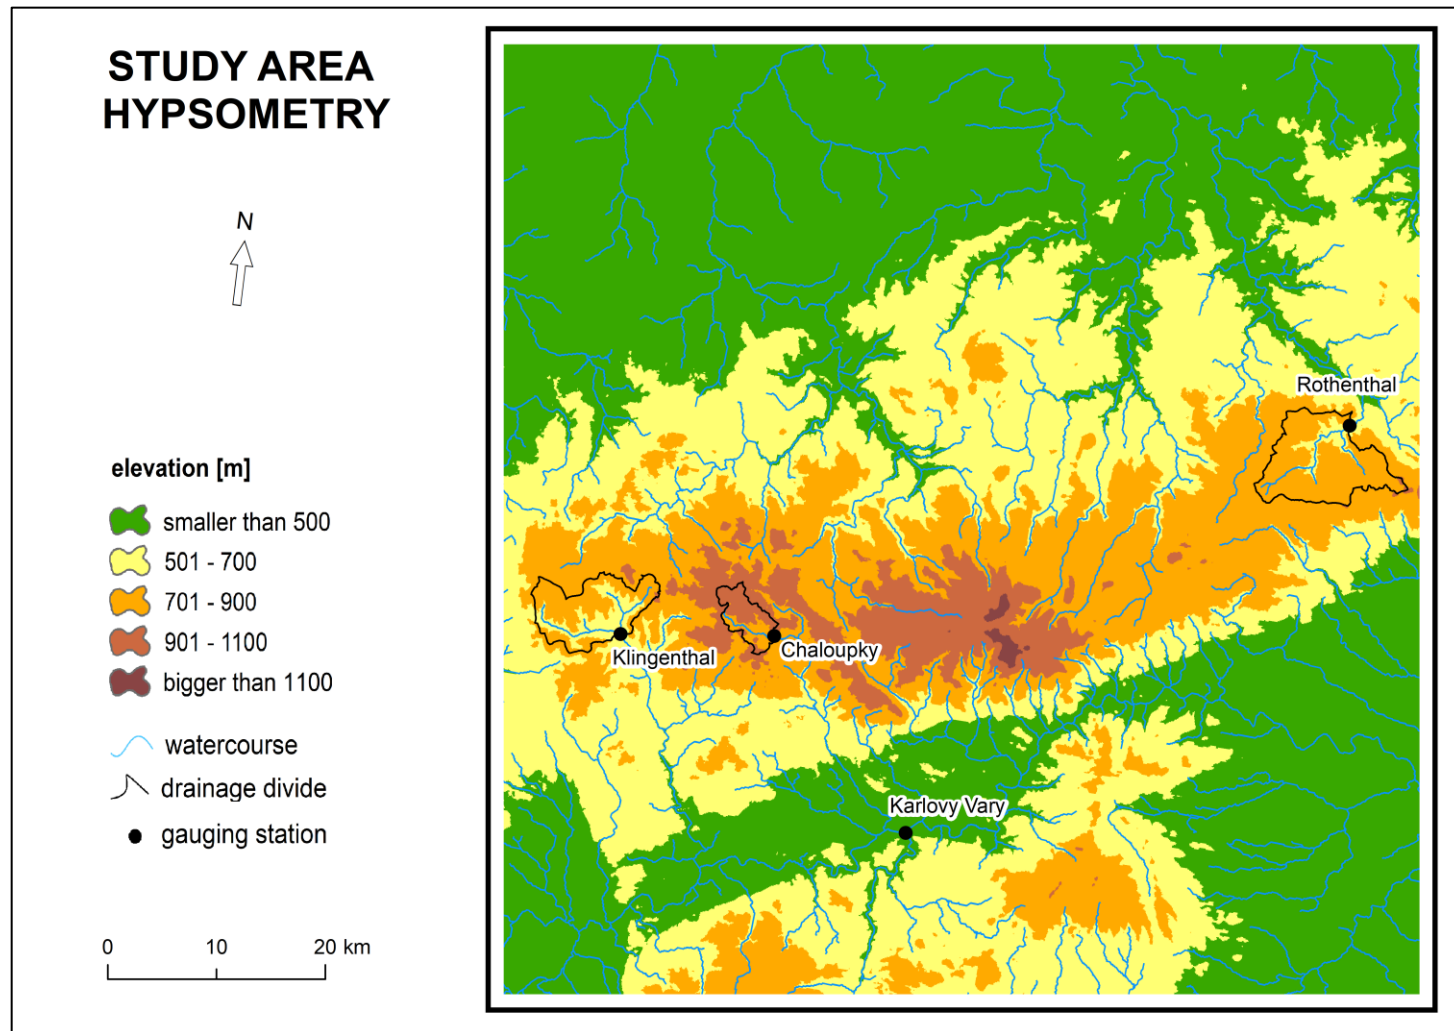 STUDY AREA
HYPSOMETRY
N
elevation [m]
smaller than 500
501 - 700
701 - 900
901 - 1100
bigger than 1100
watercourse
drainage divide
gauging station
0 10 20 km
Rothenthal
Klingenthal
Chaloupky
Karlovy Vary